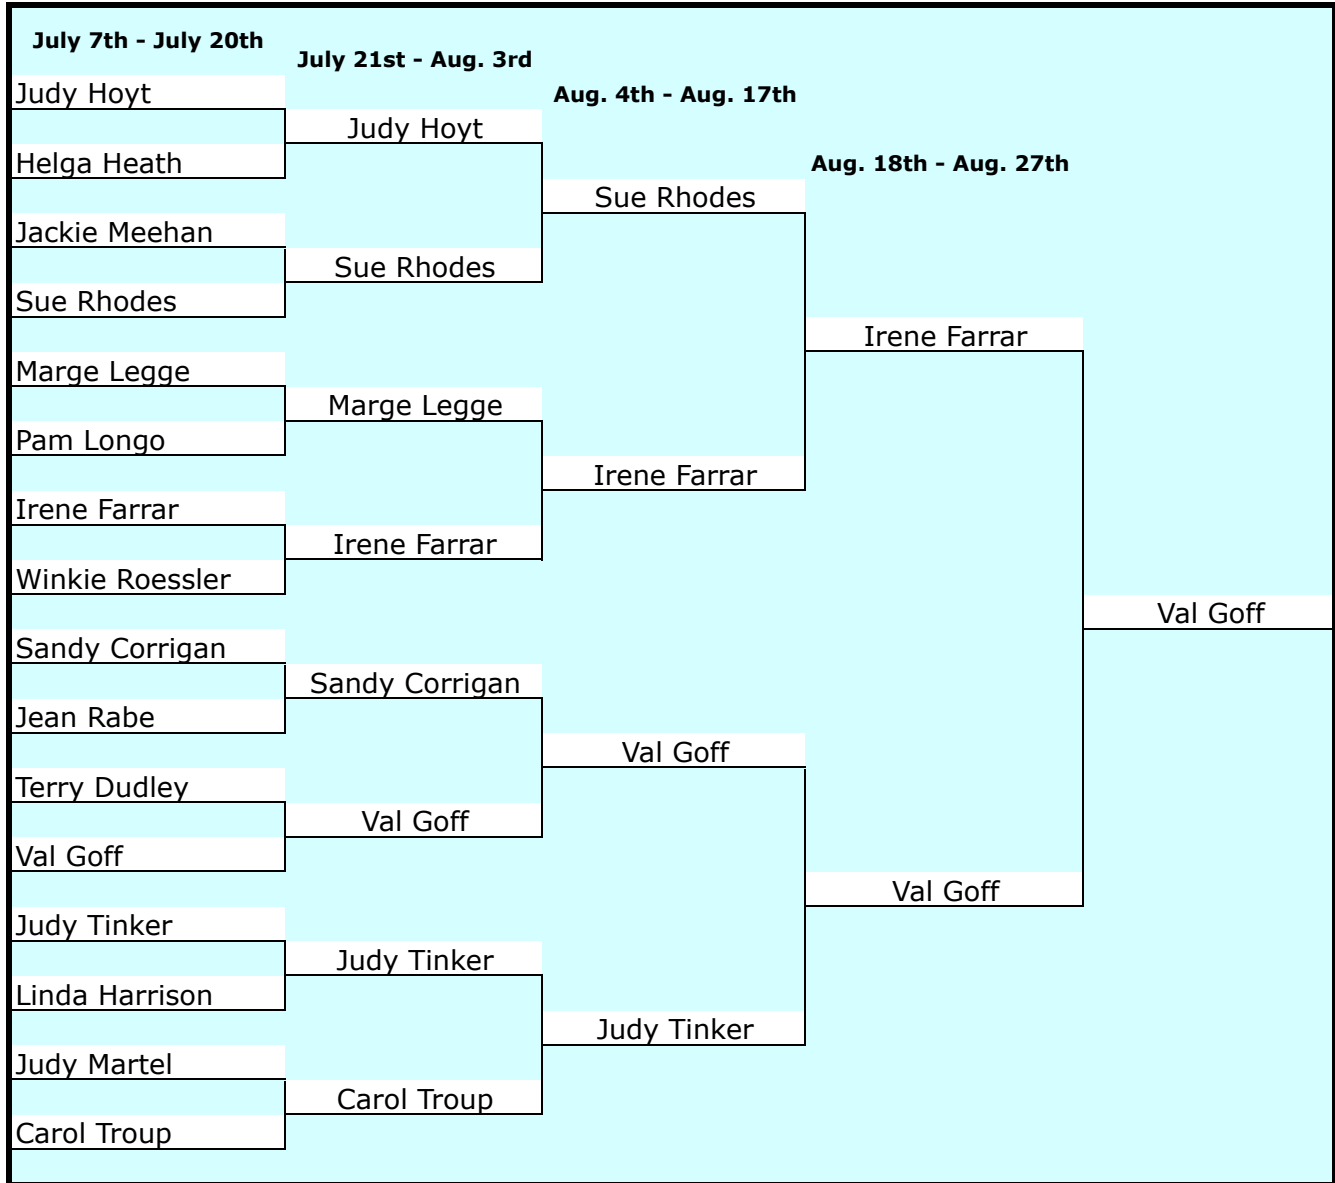 July 7th - July 20th
July 21st - Aug. 3rd
Aug. 4th - Aug. 17th
Aug. 18th - Aug. 27th
Judy Hoyt
Helga Heath
Jackie Meehan
Sue Rhodes
Marge Legge
Pam Longo
Irene Farrar
Winkie Roessler
Sandy Corrigan
Jean Rabe
Terry Dudley
Val Goff
Judy Tinker
Linda Harrison
Judy Martel
Carol Troup
Judy Hoyt
Sue Rhodes
Marge Legge
Irene Farrar
Sandy Corrigan
Val Goff
Judy Tinker
Carol Troup
Sue Rhodes
Irene Farrar
Val Goff
Judy Tinker
Irene Farrar
Val Goff
Val Goff